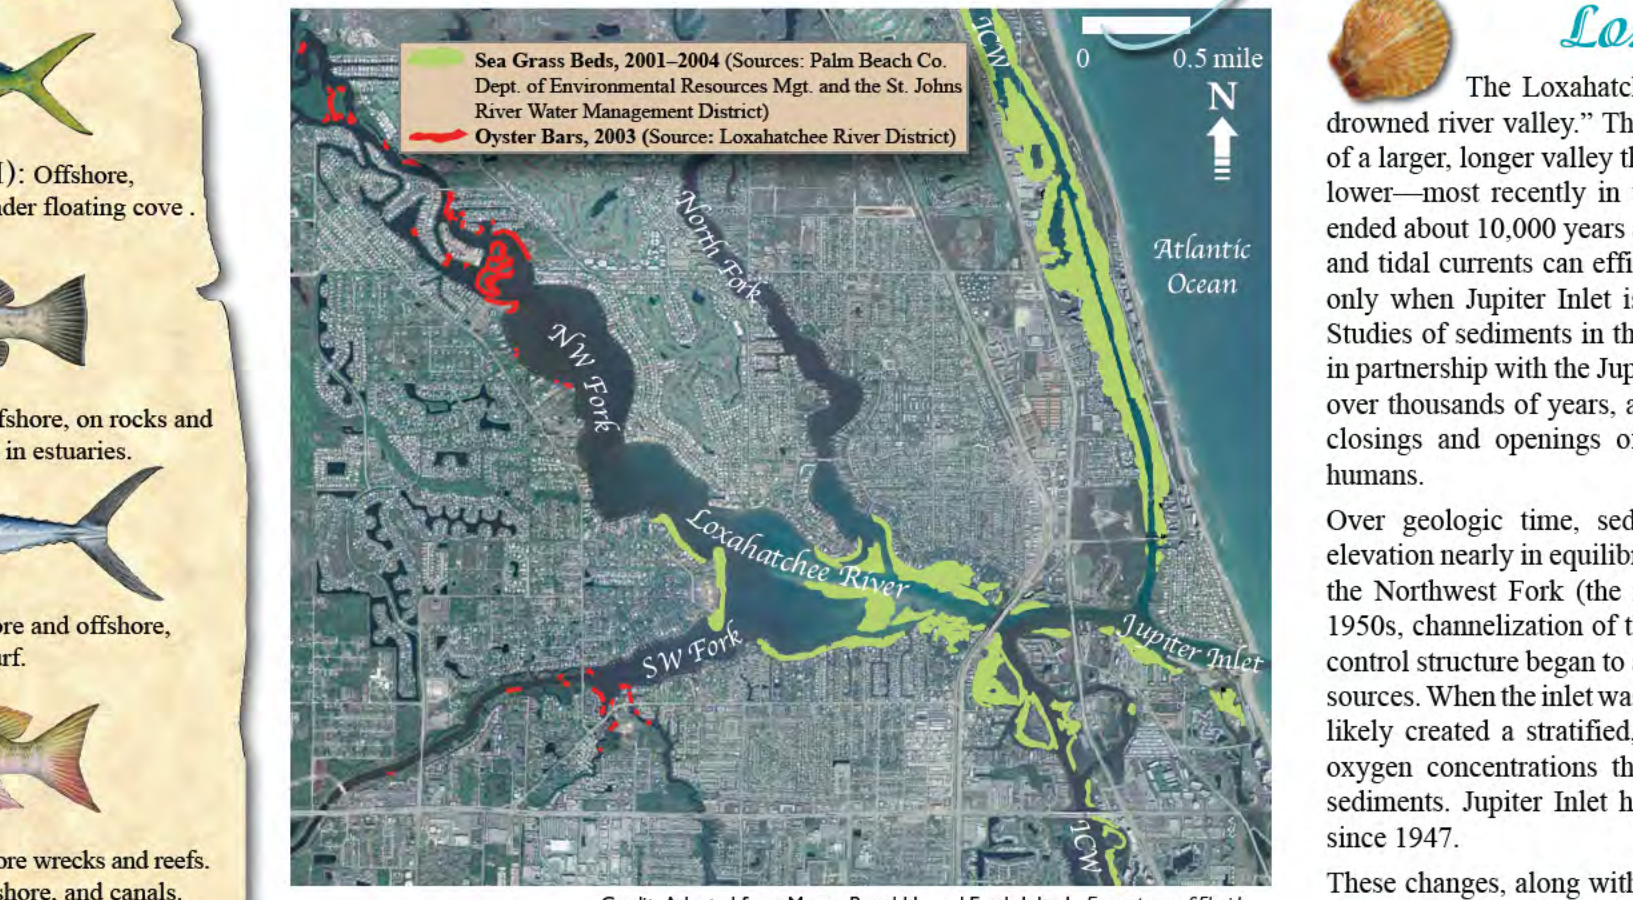 I): Offshore,
nder floating cove .
fshore, on rocks and
in estuaries.
ore and offshore,
urf.
ore wrecks and reefs.
shore, and canals.
Sea Grass Beds, 2001–2004 (Sources: Palm Beach Co.
Dept. of Environmental Resources Mgt. and the St. Johns
River Water Management District)
Oyster Bars, 2003 (Source: Loxahatchee River District)
ICW
0 0.5 mile
N
Atlantic
Ocean
North Fork
NW Fork
Loxahatchee River
SW Fork
Jupiter Inlet
ICW
Lo
The Loxahatch
drowned river valley.” Th
of a larger, longer valley th
lower—most recently in
ended about 10,000 years
and tidal currents can effi
only when Jupiter Inlet is
Studies of sediments in th
in partnership with the Jup
over thousands of years, a
closings and openings o
humans.
Over geologic time, sed
elevation nearly in equilib
the Northwest Fork (the
1950s, channelization of t
control structure began to
sources. When the inlet wa
likely created a stratified,
oxygen concentrations th
sediments. Jupiter Inlet h
since 1947.
These changes, along with